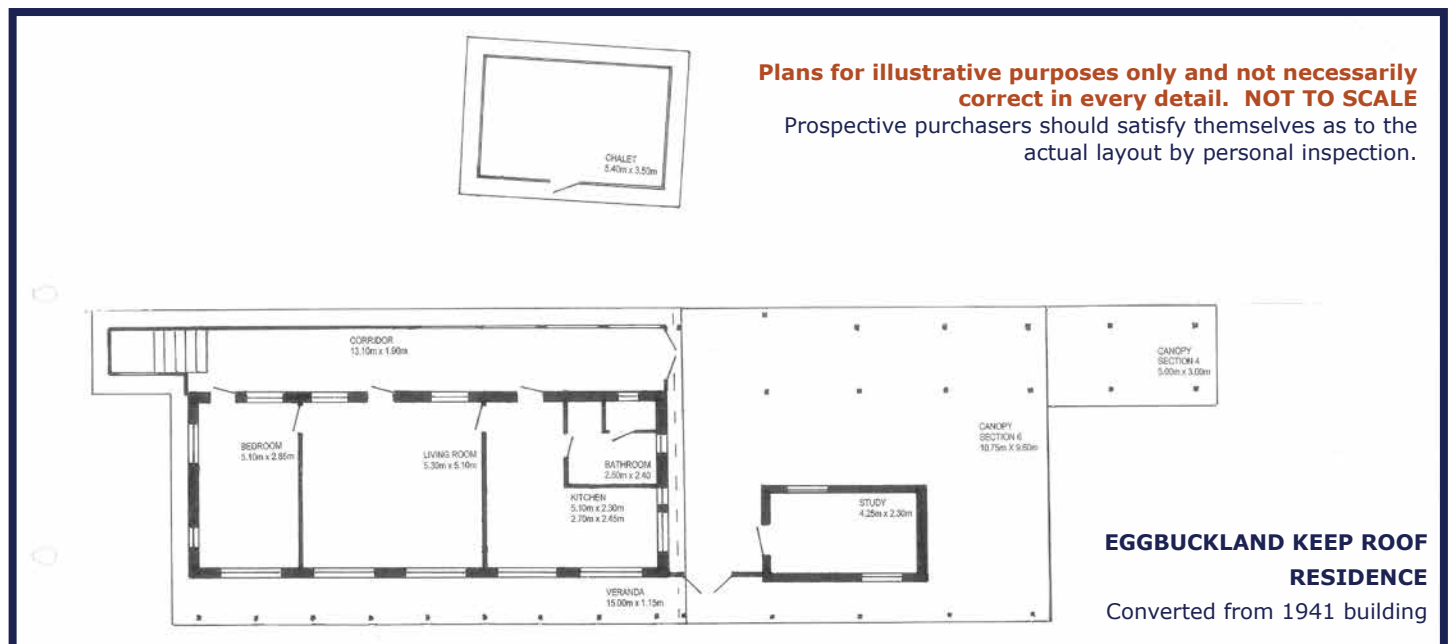 Plans for illustrative purposes only and not necessarily
correct in every detail. NOT TO SCALE
Prospective purchasers should satisfy themselves as to the
actual layout by personal inspection.
CHALET
5.40m x 3.50m
CORRIDOR
13.10m x 1.90m
CANOPY
SECTION 4
5.00m x 3.00m
BEDROOM
5.10m x 2.85m
LIVING ROOM
5.30m x 5.10m
BATHROOM
2.50m x 2.40
KITCHEN
5.10m x 2.30m
2.70m x 2.45m
CANOPY
SECTION 6
10.75m X 9.60m
STUDY
4.25m x 2.30m
VERANDA
15.00m x 1.15m
EGGBUCKLAND KEEP ROOF
RESIDENCE
Converted from 1941 building